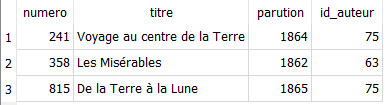 numero titre parution id_auteur
1 241 Voyage au centre de la Terre 1864 75
2 358 Les Misérables 1862 63
3 815 De la Terre à la Lune 1865 75